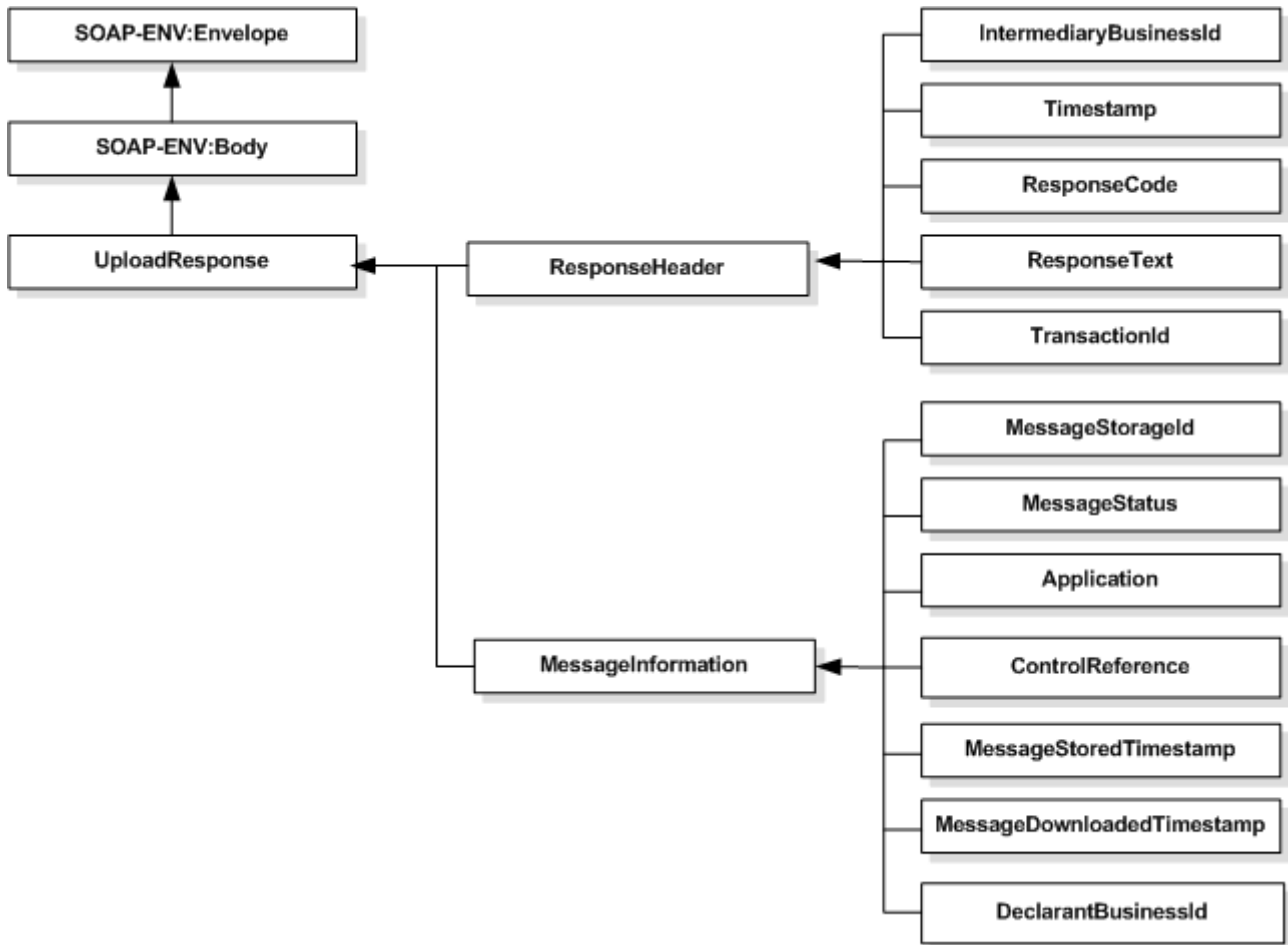 SOAP-ENV:Envelope
SOAP-ENV:Body
UploadResponse
ResponseHeader
IntermediaryBusinessId
Timestamp
ResponseCode
ResponseText
TransactionId
MessageInformation
MessageStorageId
MessageStatus
Application
ControlReference
MessageStoredTimestamp
MessageDownloadedTimestamp
DeclarantBusinessId